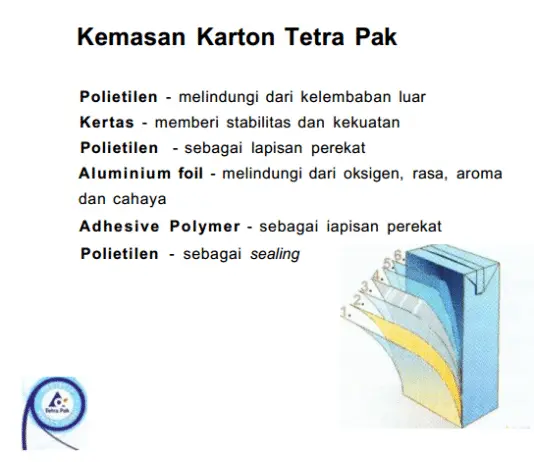 Kemasan Karton Tetra Pak
Polietilen - melindungi dari kelembaban luar
Kertas - memberi stabilitas dan kekuatan
Polietilen - sebagai lapisan perekat
Aluminium foil - melindungi dari oksigen, rasa, aroma
dan cahaya
Adhesive Polymer - sebagai iapisan perekat
Polietilen - sebagai sealing
6.
5.
4.
3.
2.
1.
Tetra Pak